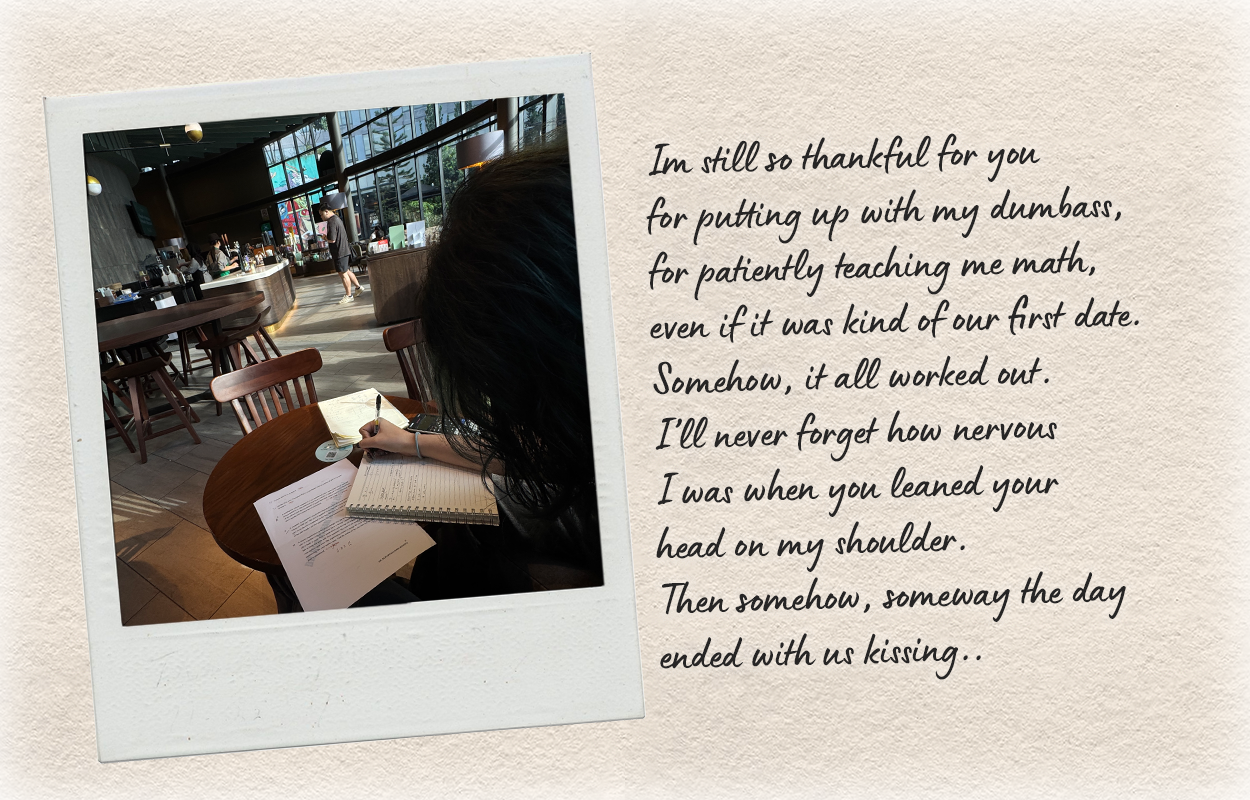 Im still so thankful for you
for putting up with my dumbass,
for patiently teaching me math,
even if it was kind of our first date.
Somehow, it all worked out.
I'll never forget how nervous
I was when you leaned your
head on my shoulder.
Then somehow, someway the day
ended with us kissing..